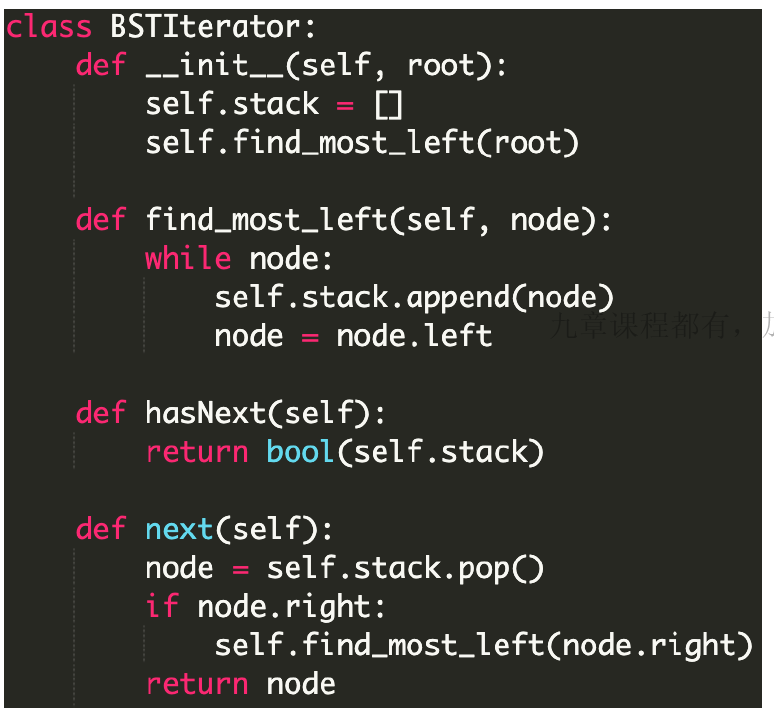 class BSTIterator:
    def __init__(self, root):
        self.stack = []
        self.find_most_left(root)
    def find_most_left(self, node):
        while node:
            self.stack.append(node)
            node = node.left
九章课程都有，
    def hasNext(self):
        return bool(self.stack)
    def next(self):
        node = self.stack.pop()
        if node.right:
            self.find_most_left(node.right)
        return node